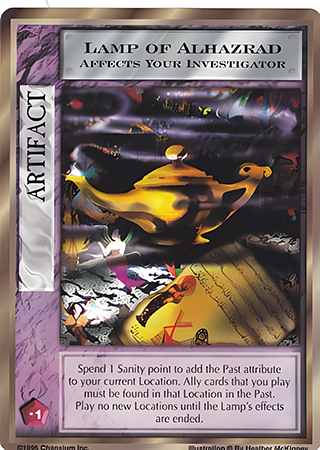 LAMP OF ALHAZRAD
AFFECTS YOUR INVESTIGATOR
ARTIFACT
Spend 1 Sanity point to add the Past attribute
to your current Location. Ally cards that you play
must be found in that Location in the Past.
Play no new Locations until the Lamp's effects
are ended.
-1
©1996 Chaosium Inc.
Illustration © By Heather McKinney